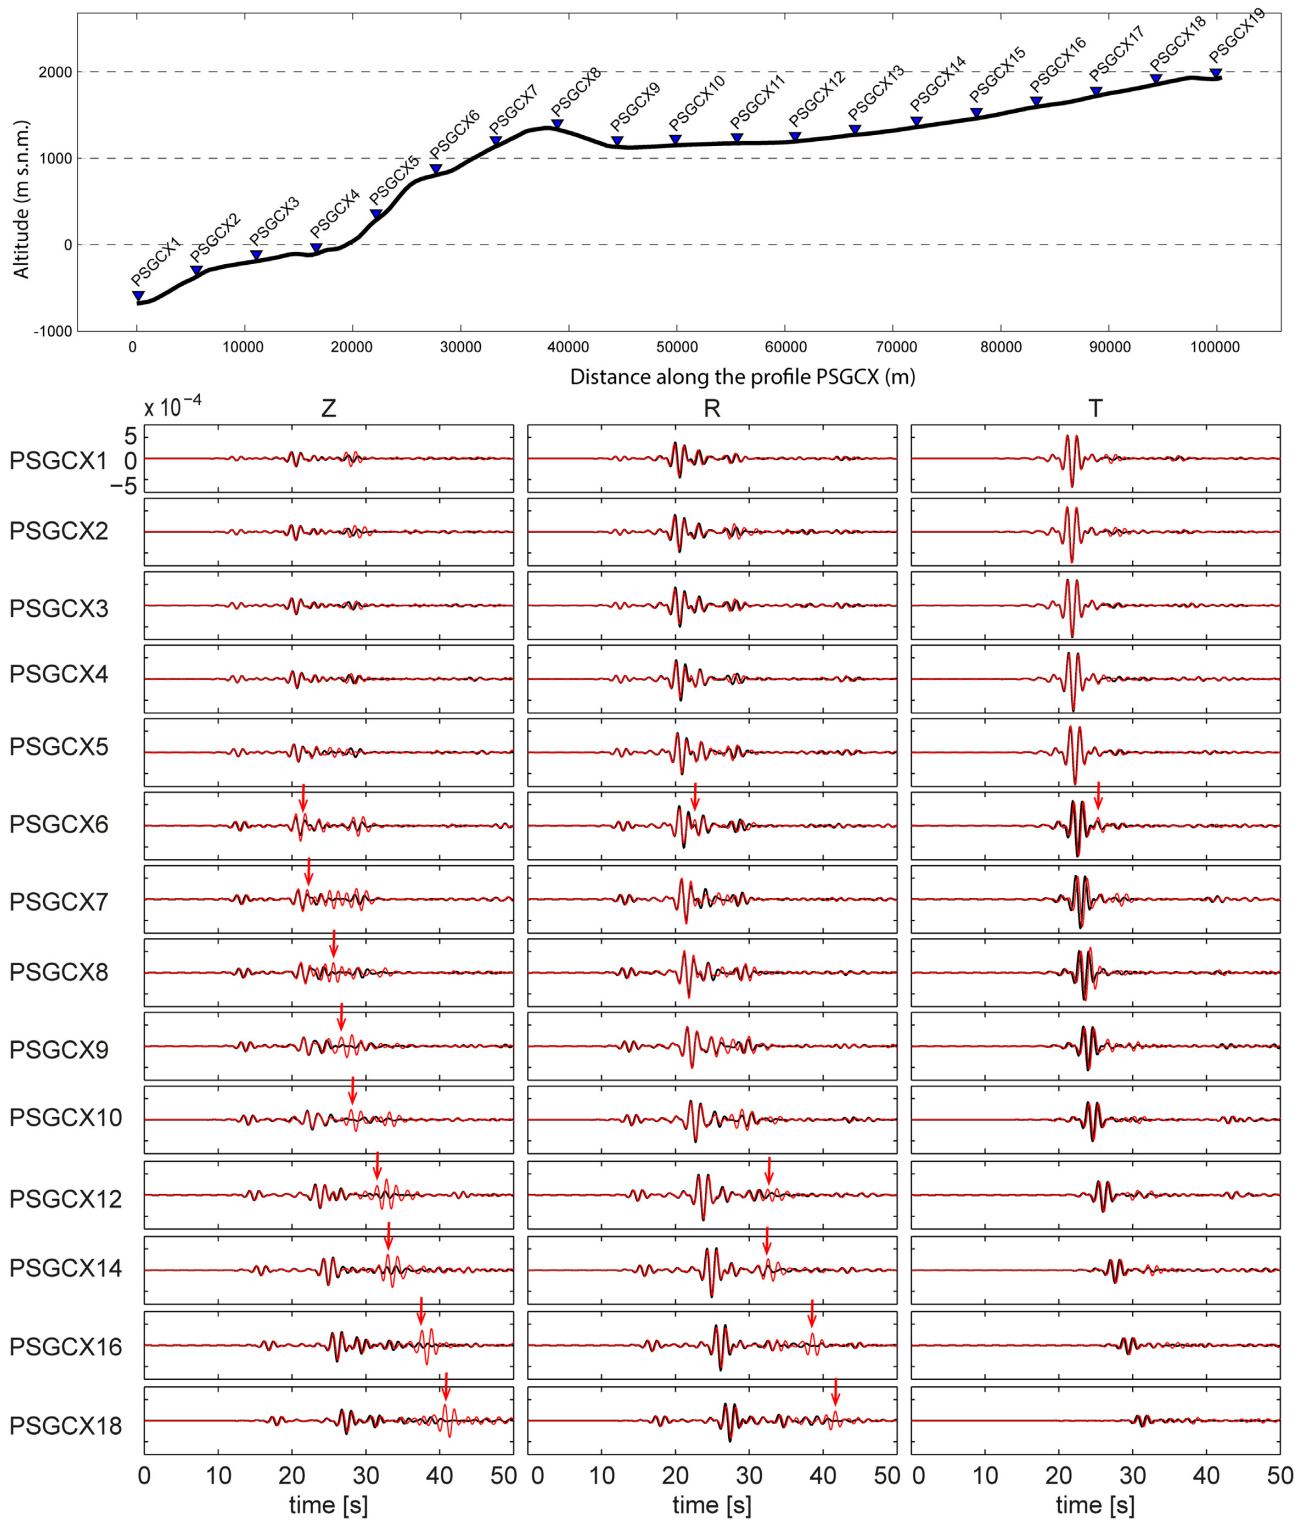 PSGCX1
PSGCX2
PSGCX3
PSGCX4
PSGCX5
PSGCX6
PSGCX7
PSGCX8
PSGCX9
PSGCX10
PSGCX11
PSGCX12
PSGCX13
PSGCX14
PSGCX15
PSGCX16
PSGCX17
PSGCX18
PSGCX19
Altitude (m s.n.m.)
2000
1000
0
-1000
0 10000 20000 30000 40000 50000 60000 70000 80000 90000 100000
Distance along the profile PSGCX (m)
x 10⁻⁴ Z R T
5
PSGCX1 0
−5
PSGCX2
PSGCX3
PSGCX4
PSGCX5
PSGCX6
PSGCX7
PSGCX8
PSGCX9
PSGCX10
PSGCX12
PSGCX14
PSGCX16
PSGCX18
0 10 20 30 40 50 0 10 20 30 40 50 0 10 20 30 40 50
time [s] time [s] time [s]